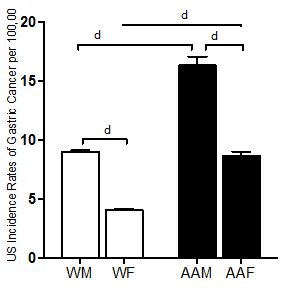 US Incidence Rates of Gastric Cancer per 100,00
20
15
10
5
0
d
d
d
d
WM
WF
AAM
AAF